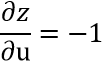 ∂z/∂u = −1